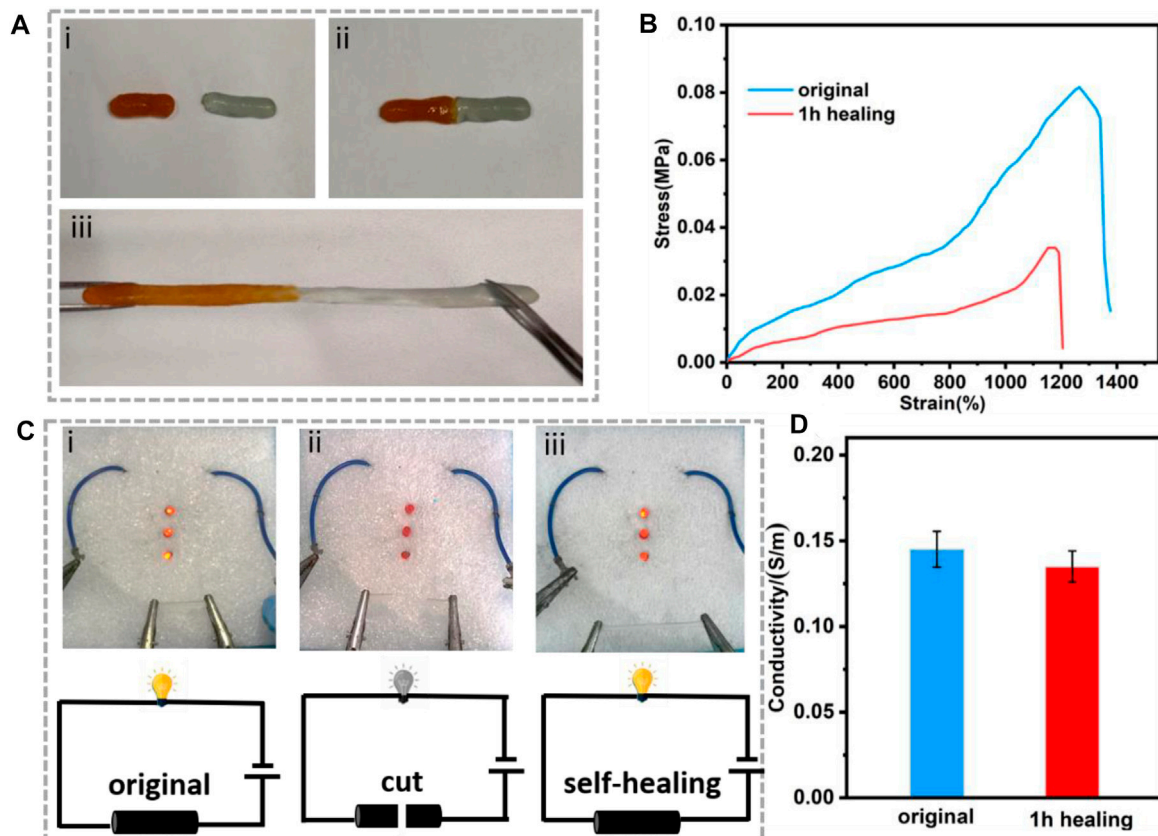 A
i
ii
iii
B
0.10
0.08
0.06
0.04
0.02
0.00
Stress(MPa)
original
1h healing
0
200
400
600
800
1000
1200
1400
Strain(%)
C
i
ii
iii
original
cut
self-healing
D
0.20
0.15
0.10
0.05
0.00
Conductivity/(S/m)
original
1h healing